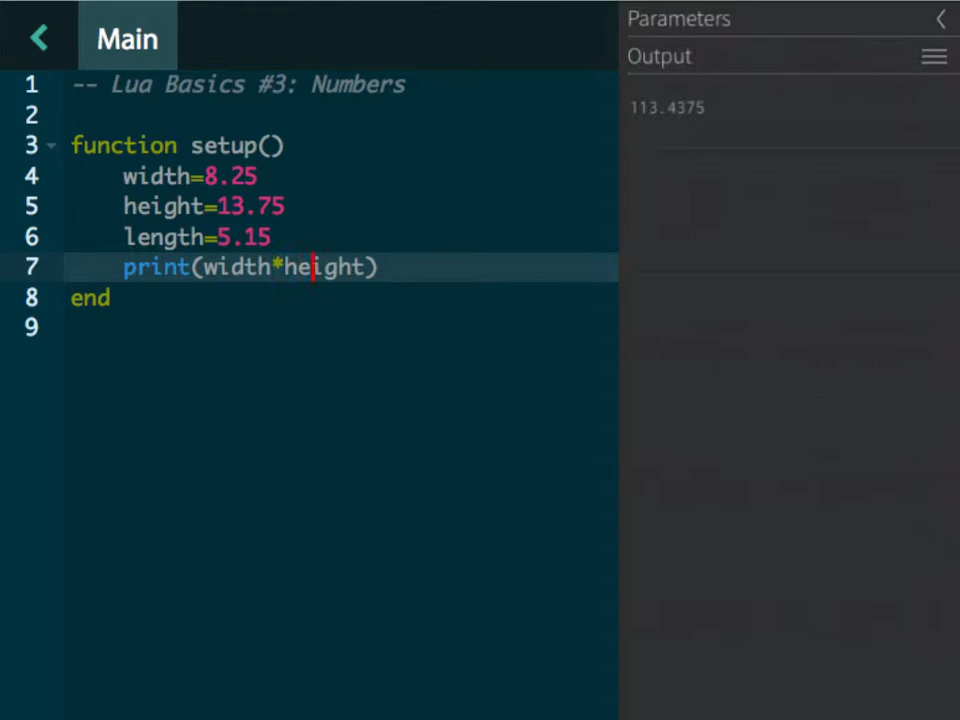 Main
1 -- Lua Basics #3: Numbers
2
3 function setup()
4 width=8.25
5 height=13.75
6 length=5.15
7 print(width*height)
8 end
9
Parameters
Output
113.4375